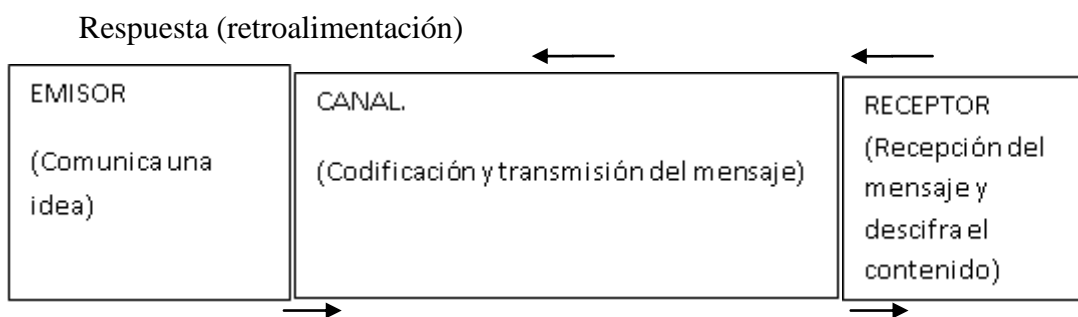 Respuesta (retroalimentación)
EMISOR
(Comunica una
idea)
CANAL.
(Codificación y transmisión del mensaje)
RECEPTOR
(Recepción del
mensaje y
descifra el
contenido)